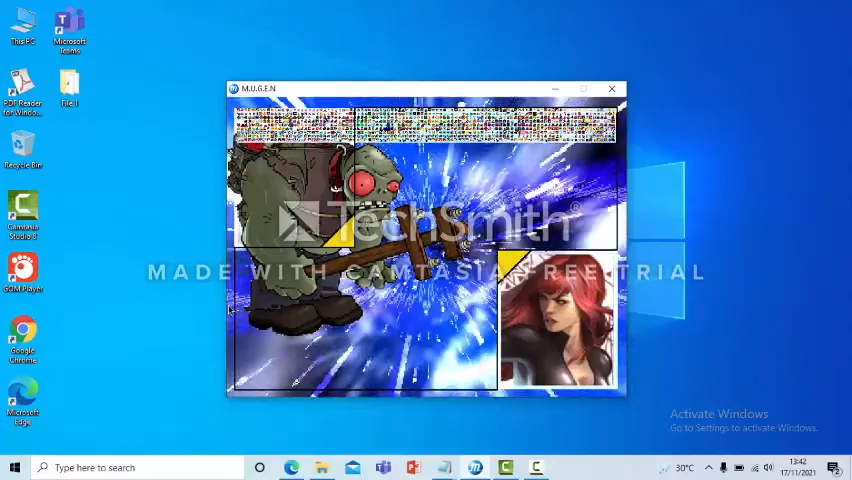 This PC
Microsoft
Teams
PDF Reader
for Windo...
File 1
Recycle Bin
Camtasia
Studio 8
GOM Player
Google
Chrome
Microsoft
Edge
M.U.G.E.N
TechSmith®
MADE WITH CAMTASIA FREE TRIAL
Activate Windows
Go to Settings to activate Windows.
Type here to search
30°C
13:42
17/11/2021
2